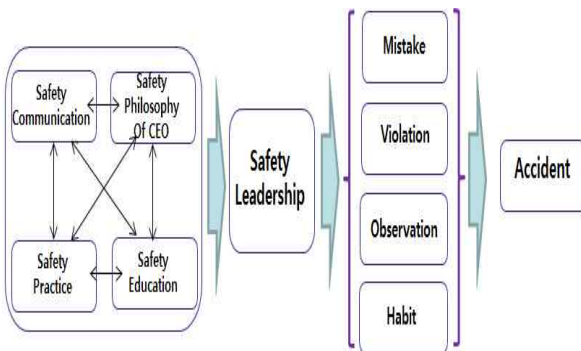 Safety
Communication
Safety
Philosophy
Of CEO
Safety
Practice
Safety
Education
Safety
Leadership
Mistake
Violation
Observation
Habit
Accident